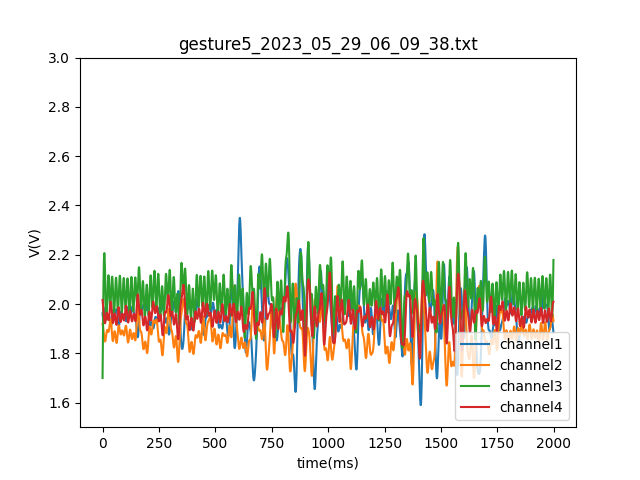 gesture5_2023_05_29_06_09_38.txt
3.0
2.8
2.6
2.4
2.2
2.0
1.8
1.6
V(V)
channel1
channel2
channel3
channel4
0 250 500 750 1000 1250 1500 1750 2000
time(ms)